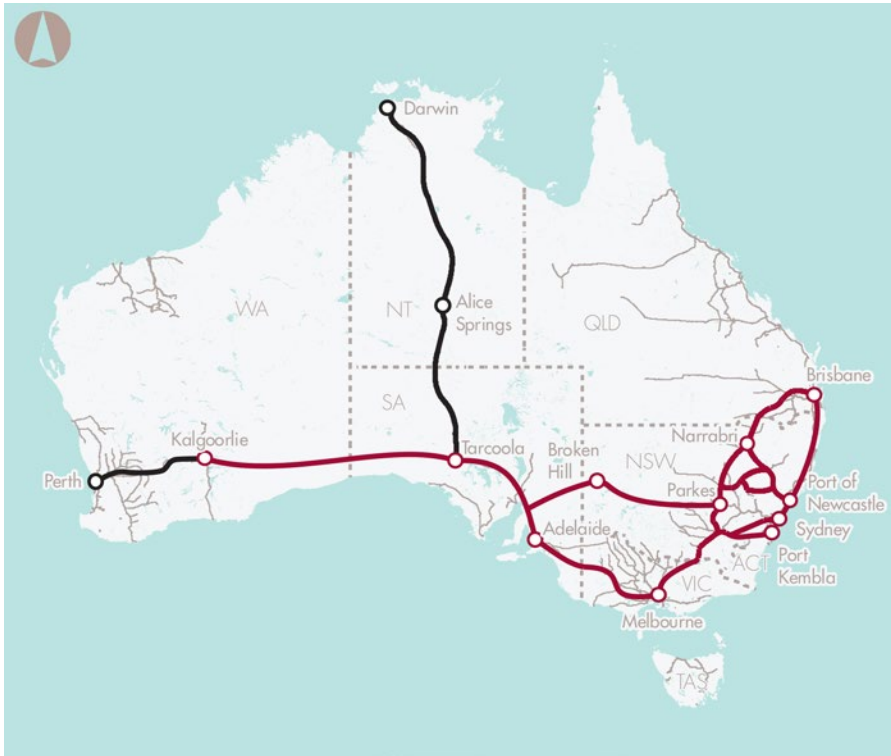 Darwin
WA
NT
Alice
Springs
QLD
Brisbane
SA
Kalgoorlie
Tarcoola
Broken
Hill
Narrabri
NSW
Perth
Parkes
Port of
Newcastle
Adelaide
Sydney
ACT
Port
Kembla
VIC
Melbourne
TAS